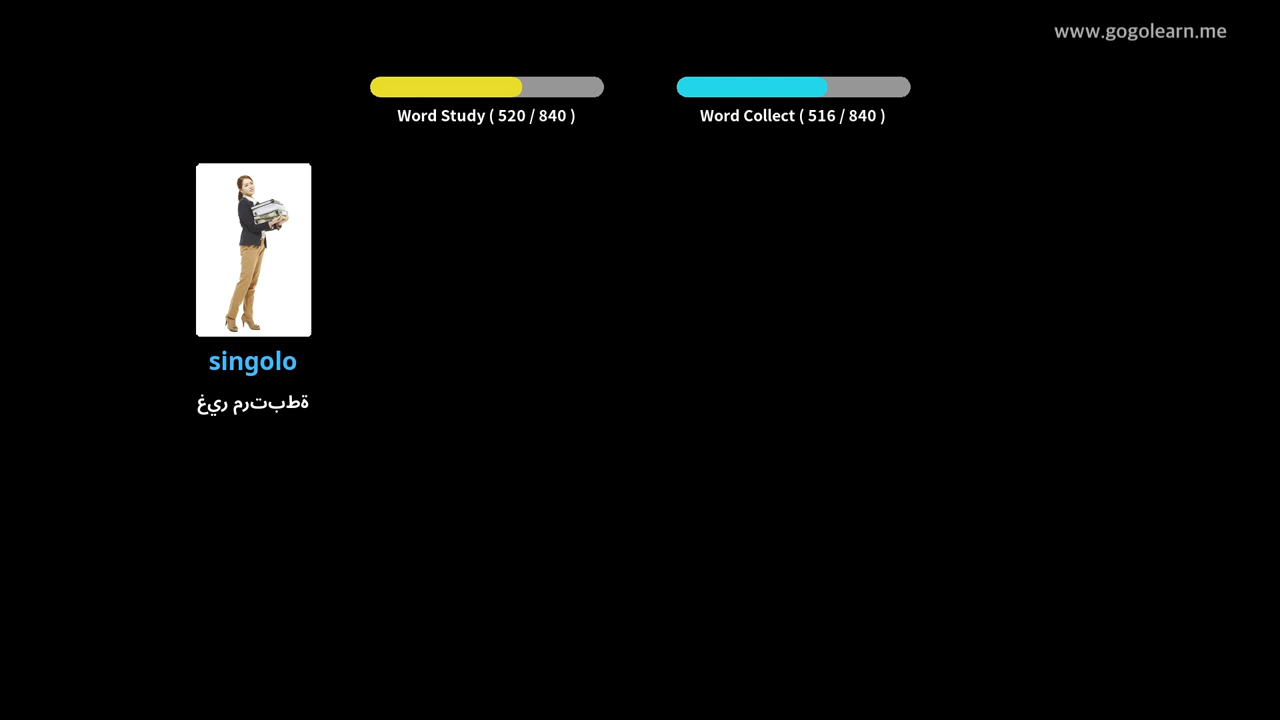 www.gogolearn.me
Word Study ( 520 / 840 )
Word Collect ( 516 / 840 )
singolo
غير مرتبطة